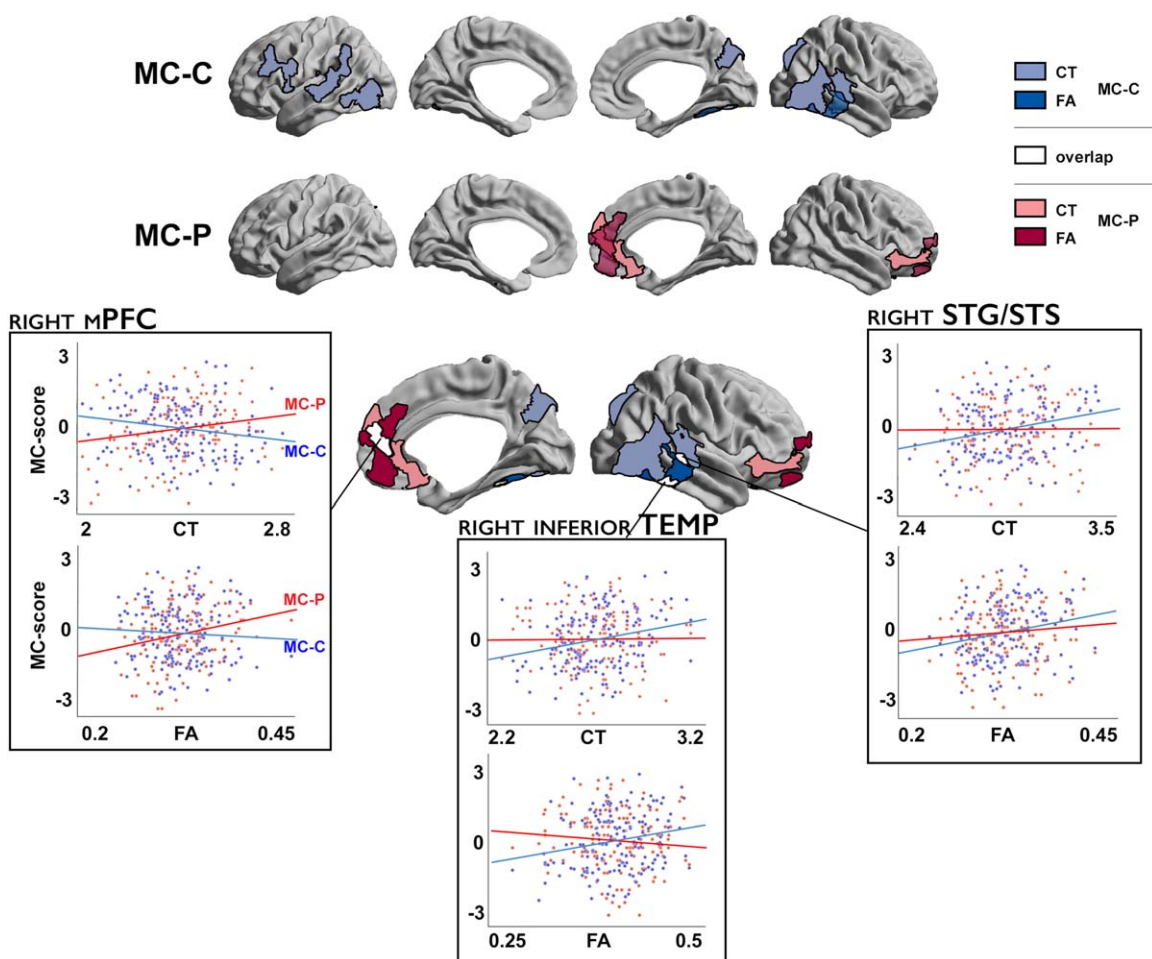 MC-C
CT
FA
MC-C
overlap
MC-P
CT
FA
MC-P
RIGHT MPFC
3
0
-3
MC-score
MC-P
MC-C
2
CT
2.8
3
0
-3
MC-score
MC-P
MC-C
0.2
FA
0.45
RIGHT INFERIOR TEMP
3
0
-3
2.2
CT
3.2
3
0
-3
0.25
FA
0.5
RIGHT STG/STS
3
0
-3
2.4
CT
3.5
3
0
-3
0.2
FA
0.45